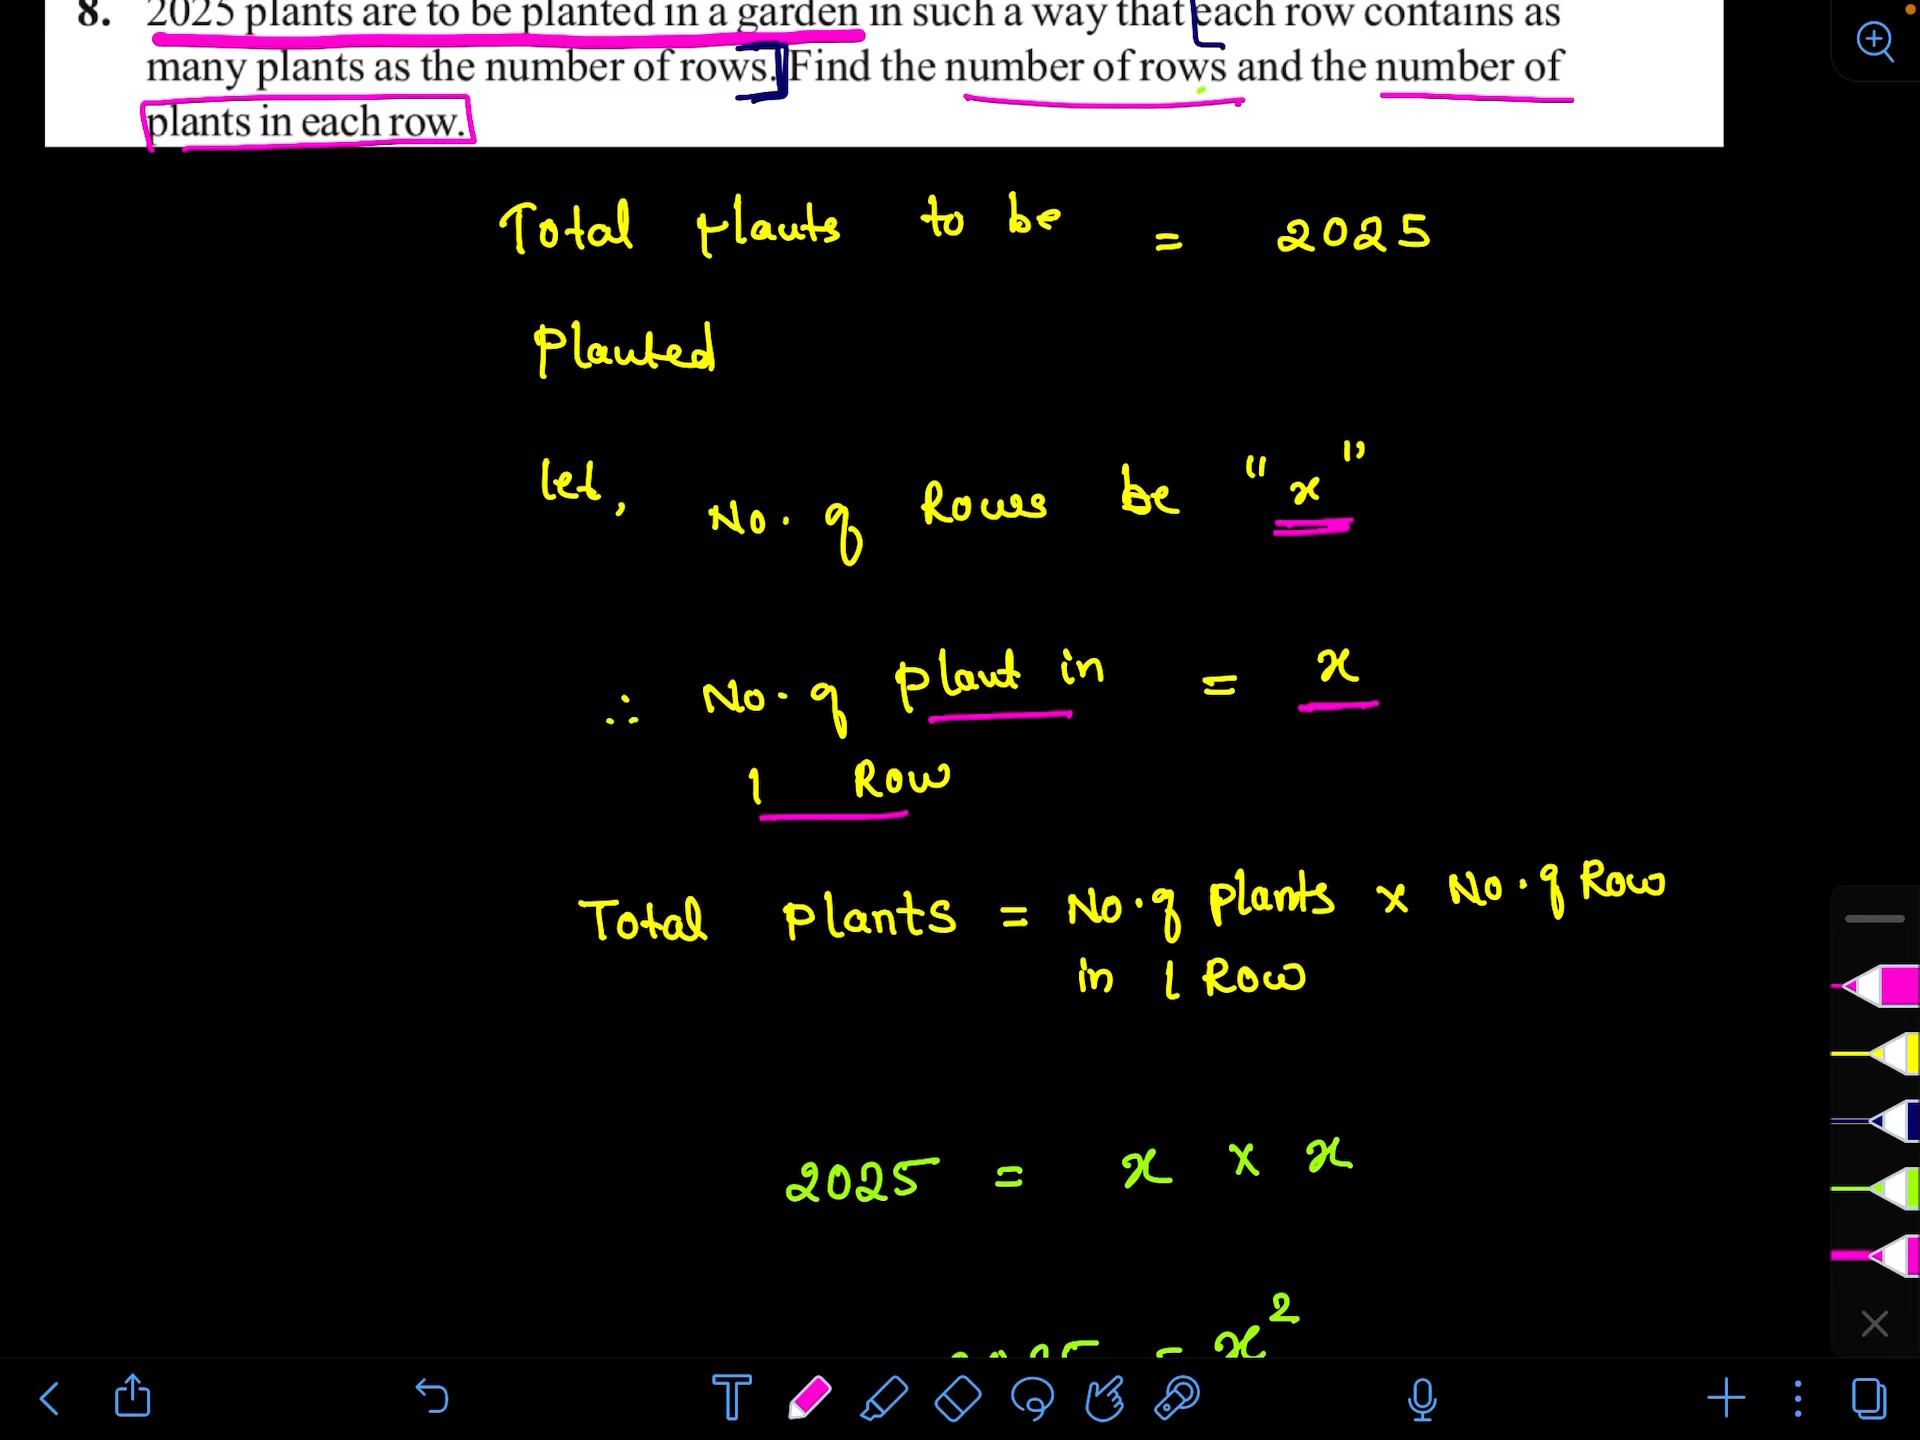 8. 2025 plants are to be planted in a garden in such a way that each row contains as
many plants as the number of rows. Find the number of rows and the number of
plants in each row.
Total plants to be = 2025
Planted
let, No. of Rows be "x"
∴ No. of plant in = x
1 Row
Total plants = No. of plants × No. of Row
in 1 Row
2025 = x × x
2025 = x²